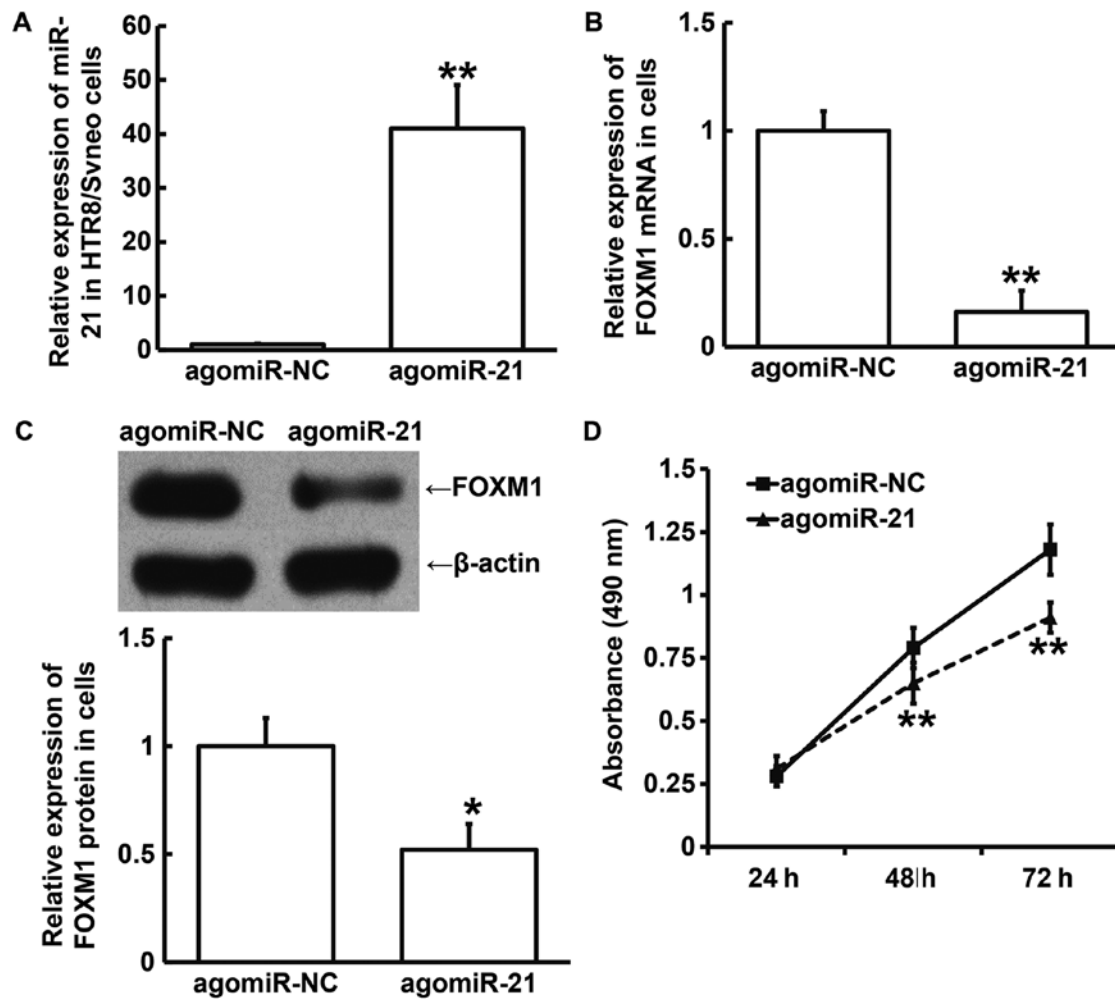 A
Relative expression of miR-
21 in HTR8/Svneo cells
60
50
40
30
20
10
0
**
agomiR-NC agomiR-21
B
Relative expression of
FOXM1 mRNA in cells
1.5
1
0.5
0
**
agomiR-NC agomiR-21
C
agomiR-NC agomiR-21
←FOXM1
←β-actin
Relative expression of
FOXM1 protein in cells
1.5
1
0.5
0
*
agomiR-NC agomiR-21
D
Absorbance (490 nm)
1.5
1.25
1
0.75
0.5
0.25
0
agomiR-NC
agomiR-21
**
**
24 h 48 h 72 h